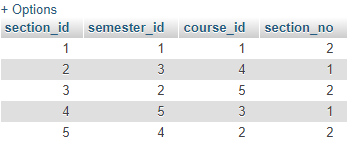 + Options
section_id semester_id course_id section_no
1 1 1 2
2 3 4 1
3 2 5 2
4 5 3 1
5 4 2 2